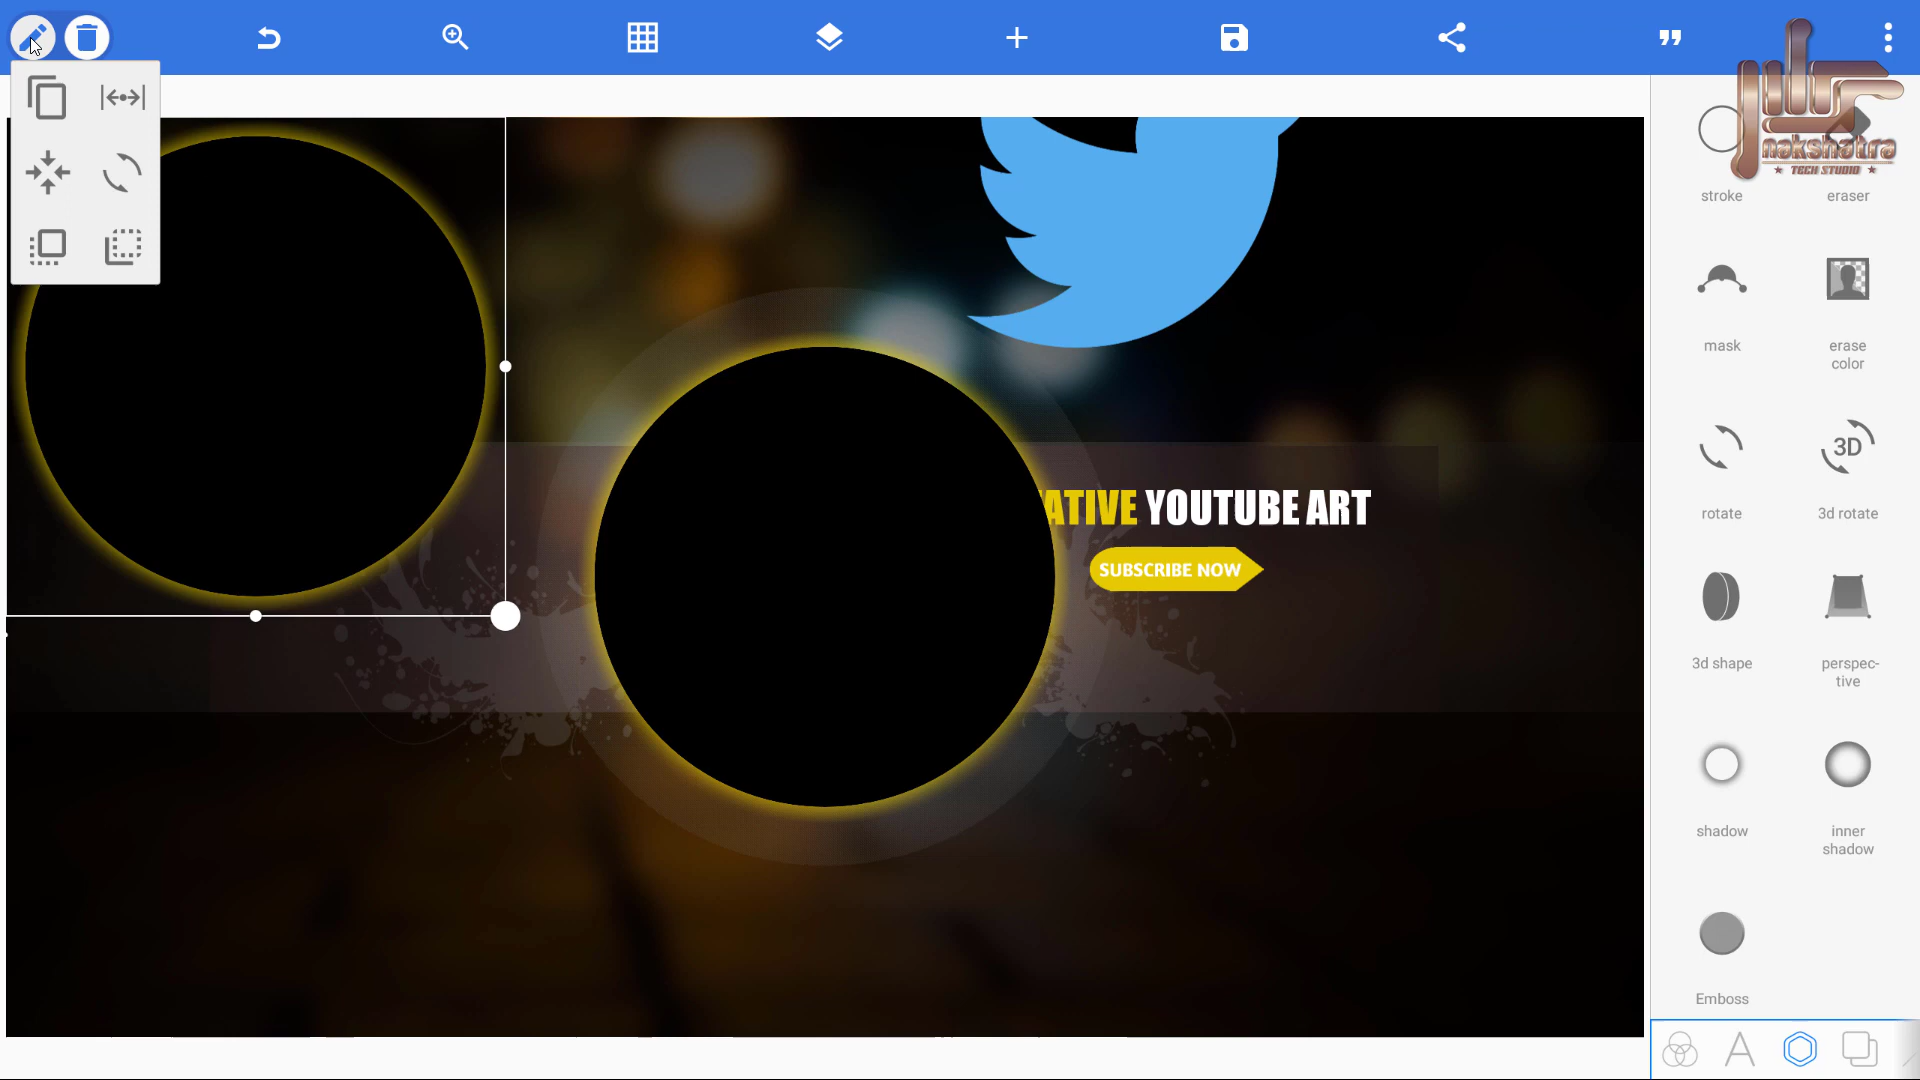 nakshatra
★ TECH STUDIO ★
stroke
eraser
mask
erase
color
3D
rotate
3d rotate
3d shape
perspec-
tive
shadow
inner
shadow
Emboss
A
ATIVE YOUTUBE ART
SUBSCRIBE NOW